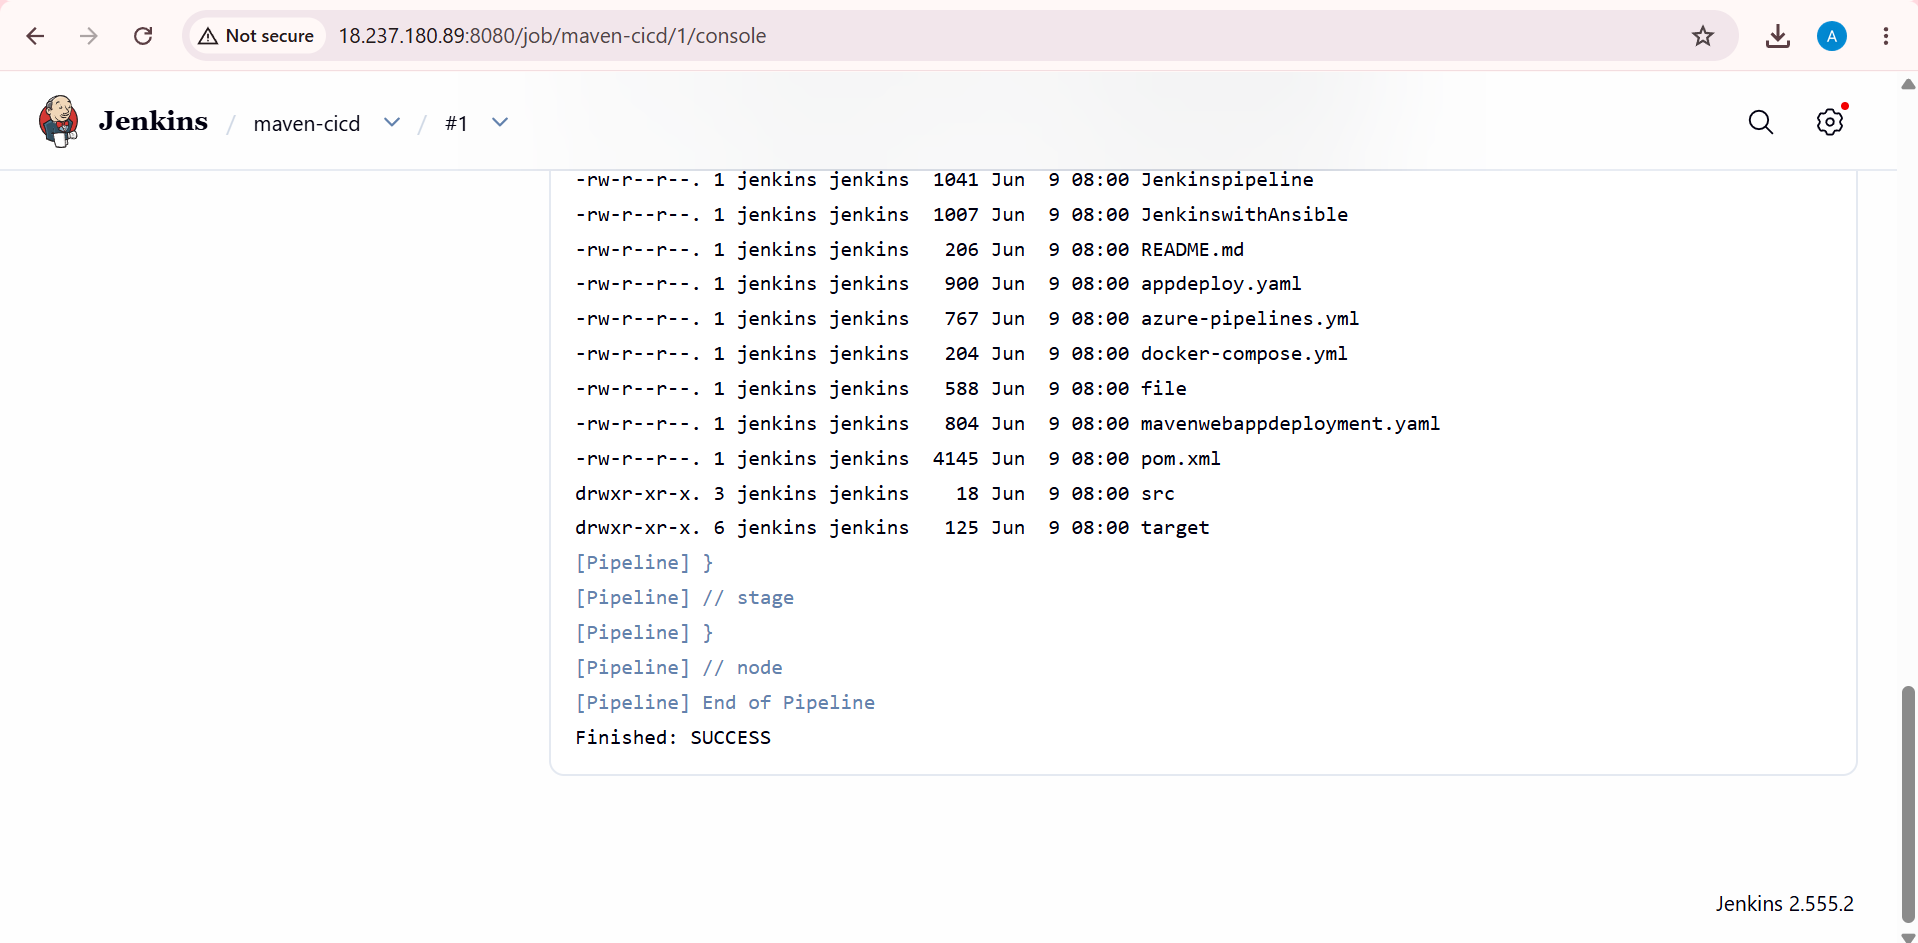 Not secure 18.237.180.89:8080/job/maven-cicd/1/console A
Jenkins / maven-cicd / #1
-rw-r--r--. 1 jenkins jenkins  1041 Jun  9 08:00 Jenkinspipeline
-rw-r--r--. 1 jenkins jenkins  1007 Jun  9 08:00 JenkinswithAnsible
-rw-r--r--. 1 jenkins jenkins   206 Jun  9 08:00 README.md
-rw-r--r--. 1 jenkins jenkins   900 Jun  9 08:00 appdeploy.yaml
-rw-r--r--. 1 jenkins jenkins   767 Jun  9 08:00 azure-pipelines.yml
-rw-r--r--. 1 jenkins jenkins   204 Jun  9 08:00 docker-compose.yml
-rw-r--r--. 1 jenkins jenkins   588 Jun  9 08:00 file
-rw-r--r--. 1 jenkins jenkins   804 Jun  9 08:00 mavenwebappdeployment.yaml
-rw-r--r--. 1 jenkins jenkins  4145 Jun  9 08:00 pom.xml
drwxr-xr-x. 3 jenkins jenkins    18 Jun  9 08:00 src
drwxr-xr-x. 6 jenkins jenkins   125 Jun  9 08:00 target
[Pipeline] }
[Pipeline] // stage
[Pipeline] }
[Pipeline] // node
[Pipeline] End of Pipeline
Finished: SUCCESS
Jenkins 2.555.2